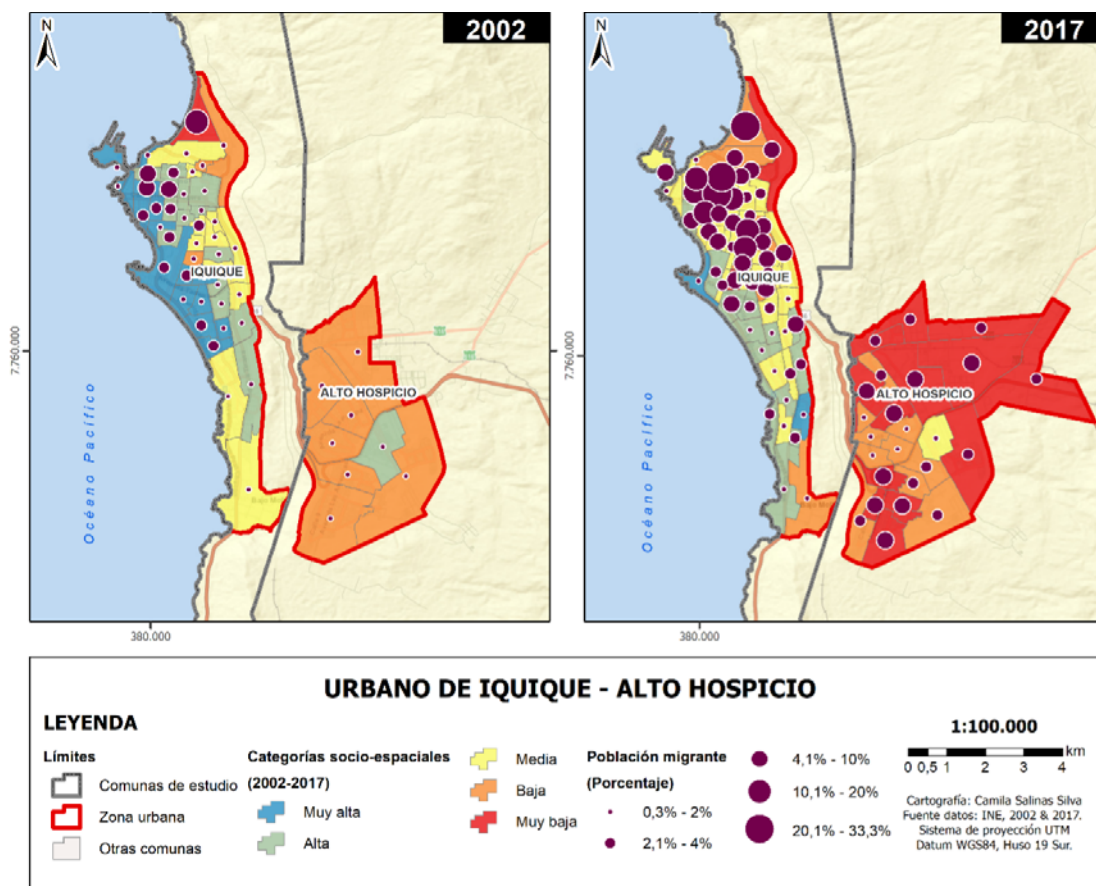 2002
N
IQUIQUE
ALTO HOSPICIO
Océano Pacífico
7.760.000
380.000
2017
N
IQUIQUE
ALTO HOSPICIO
Océano Pacífico
7.760.000
380.000
URBANO DE IQUIQUE - ALTO HOSPICIO
LEYENDA
Límites
Comunas de estudio
Zona urbana
Otras comunas
Categorías socio-espaciales
(2002-2017)
Muy alta
Alta
Media
Baja
Muy baja
Población migrante
(Porcentaje)
0,3% - 2%
2,1% - 4%
4,1% - 10%
10,1% - 20%
20,1% - 33,3%
1:100.000
km
0 0,5 1 2 3 4
Cartografía: Camila Salinas Silva
Fuente datos: INE, 2002 & 2017.
Sistema de proyección UTM
Datum WGS84, Huso 19 Sur.